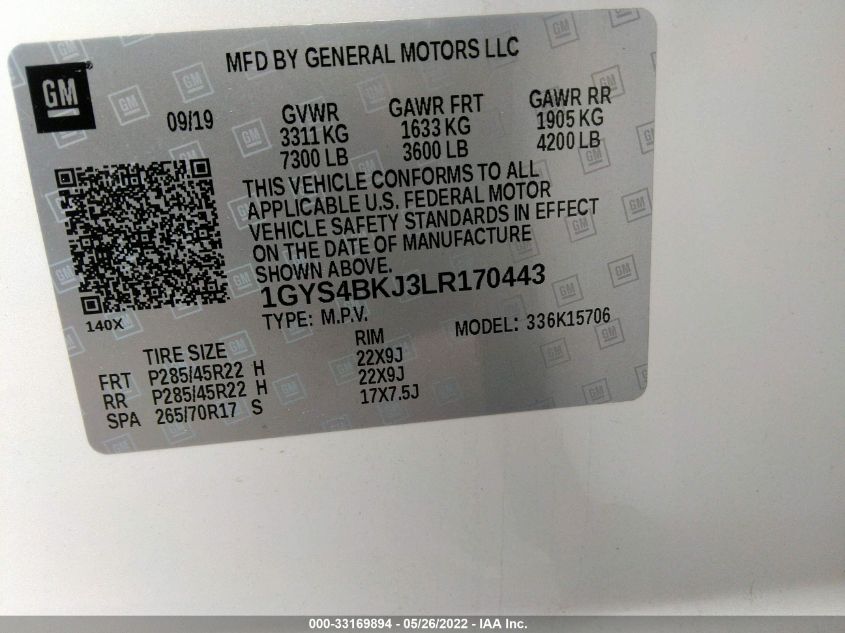 MFD BY GENERAL MOTORS LLC
GM
09/19 GVWR GAWR FRT GAWR RR
3311 KG 1633 KG 1905 KG
7300 LB 3600 LB 4200 LB
THIS VEHICLE CONFORMS TO ALL
APPLICABLE U.S. FEDERAL MOTOR
VEHICLE SAFETY STANDARDS IN EFFECT
ON THE DATE OF MANUFACTURE
SHOWN ABOVE.
1GYS4BKJ3LR170443
140X TYPE: M.P.V. MODEL: 336K15706
TIRE SIZE RIM
FRT P285/45R22 H 22X9J
RR P285/45R22 H 22X9J
SPA 265/70R17 S 17X7.5J
000-33169894 - 05/26/2022 - IAA Inc.